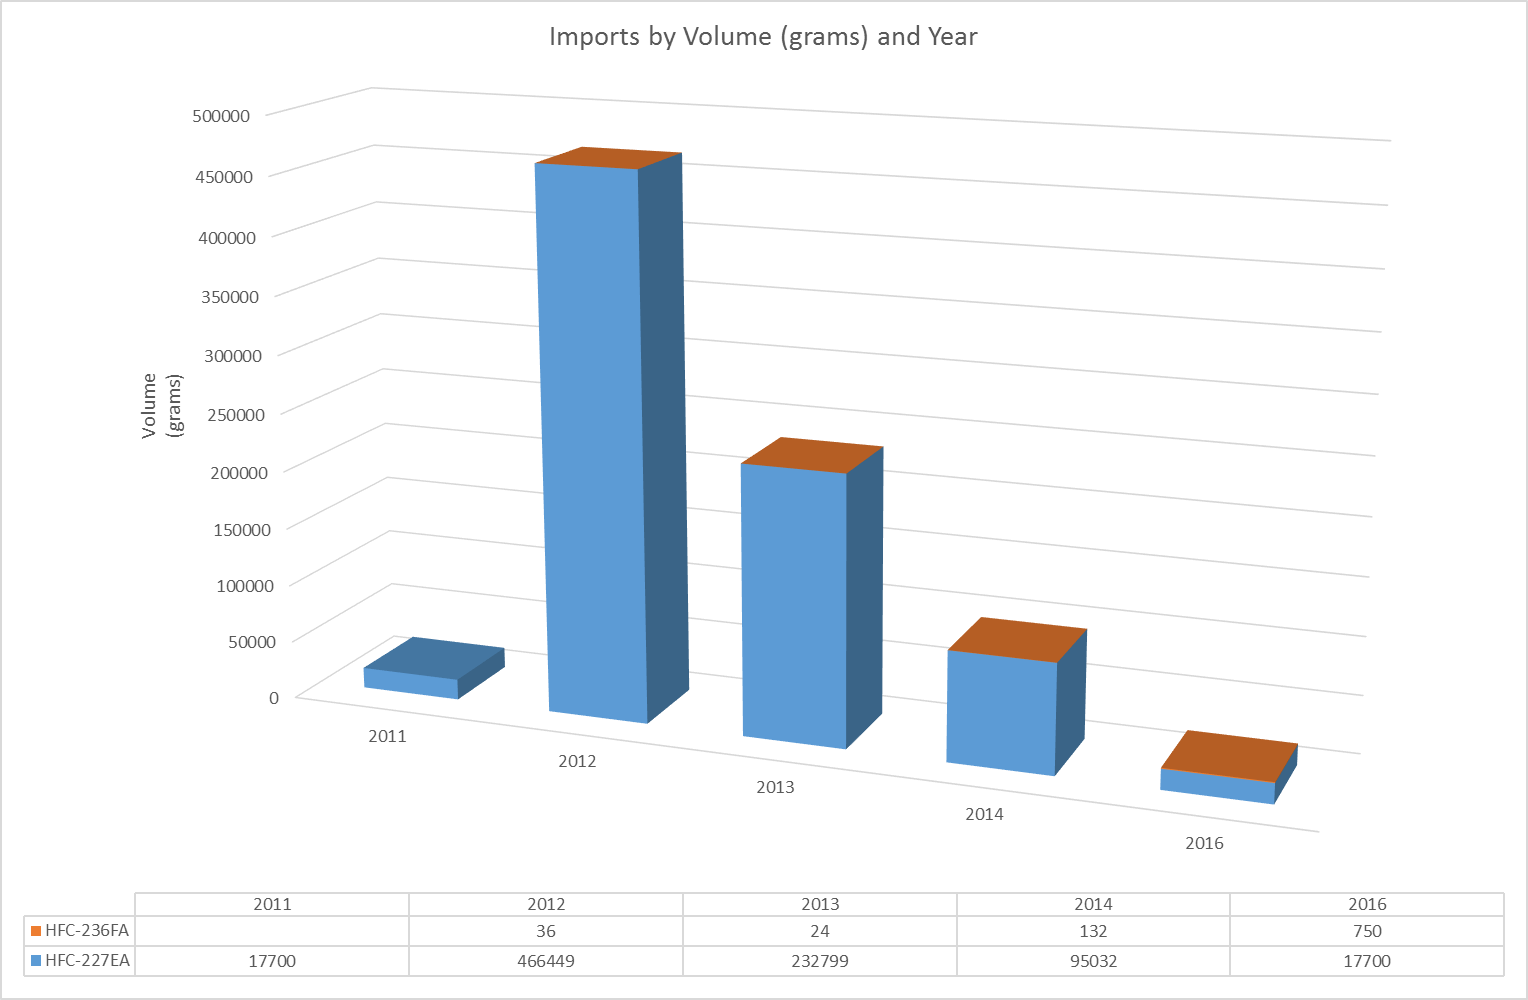 Imports by Volume (grams) and Year
500000
450000
400000
350000
300000
250000
200000
150000
100000
50000
0
Volume
(grams)
2011
2012
2013
2014
2016
2011 2012 2013 2014 2016
HFC-236FA 36 24 132 750
HFC-227EA 17700 466449 232799 95032 17700